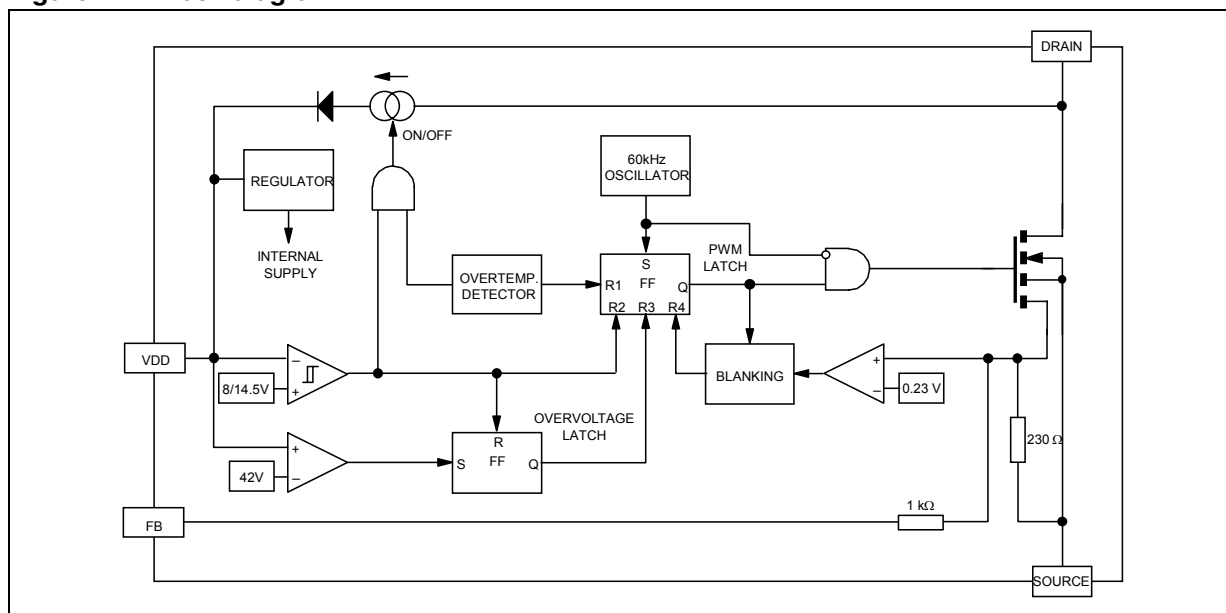 Figure
DRAIN
ON/OFF
60kHz
OSCILLATOR
REGULATOR
INTERNAL
SUPPLY
PWM
LATCH
OVERTEMP.
DETECTOR
S
R1 FF Q
R2 R3 R4
VDD
–
+
8/14.5V
BLANKING
+
–
0.23 V
OVERVOLTAGE
LATCH
230 Ω
R
S FF Q
+
–
42V
1 kΩ
FB
SOURCE